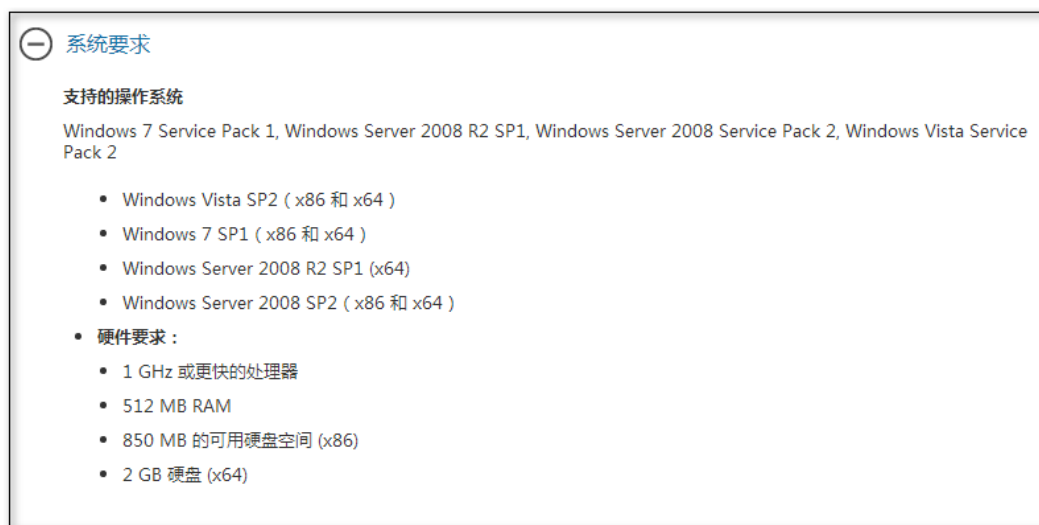 系统要求
支持的操作系统
Windows 7 Service Pack 1, Windows Server 2008 R2 SP1, Windows Server 2008 Service Pack 2, Windows Vista Service
Pack 2
• Windows Vista SP2 ( x86 和 x64 )
• Windows 7 SP1 ( x86 和 x64 )
• Windows Server 2008 R2 SP1 (x64)
• Windows Server 2008 SP2 ( x86 和 x64 )
• 硬件要求：
• 1 GHz 或更快的处理器
• 512 MB RAM
• 850 MB 的可用硬盘空间 (x86)
• 2 GB 硬盘 (x64)